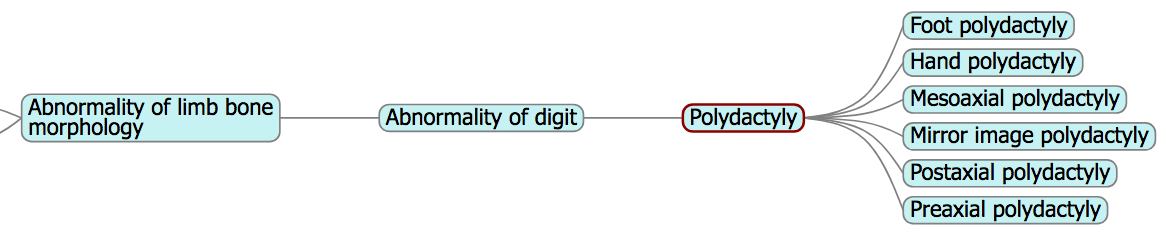 Abnormality of limb bone
morphology
Abnormality of digit
Polydactyly
Foot polydactyly
Hand polydactyly
Mesoaxial polydactyly
Mirror image polydactyly
Postaxial polydactyly
Preaxial polydactyly